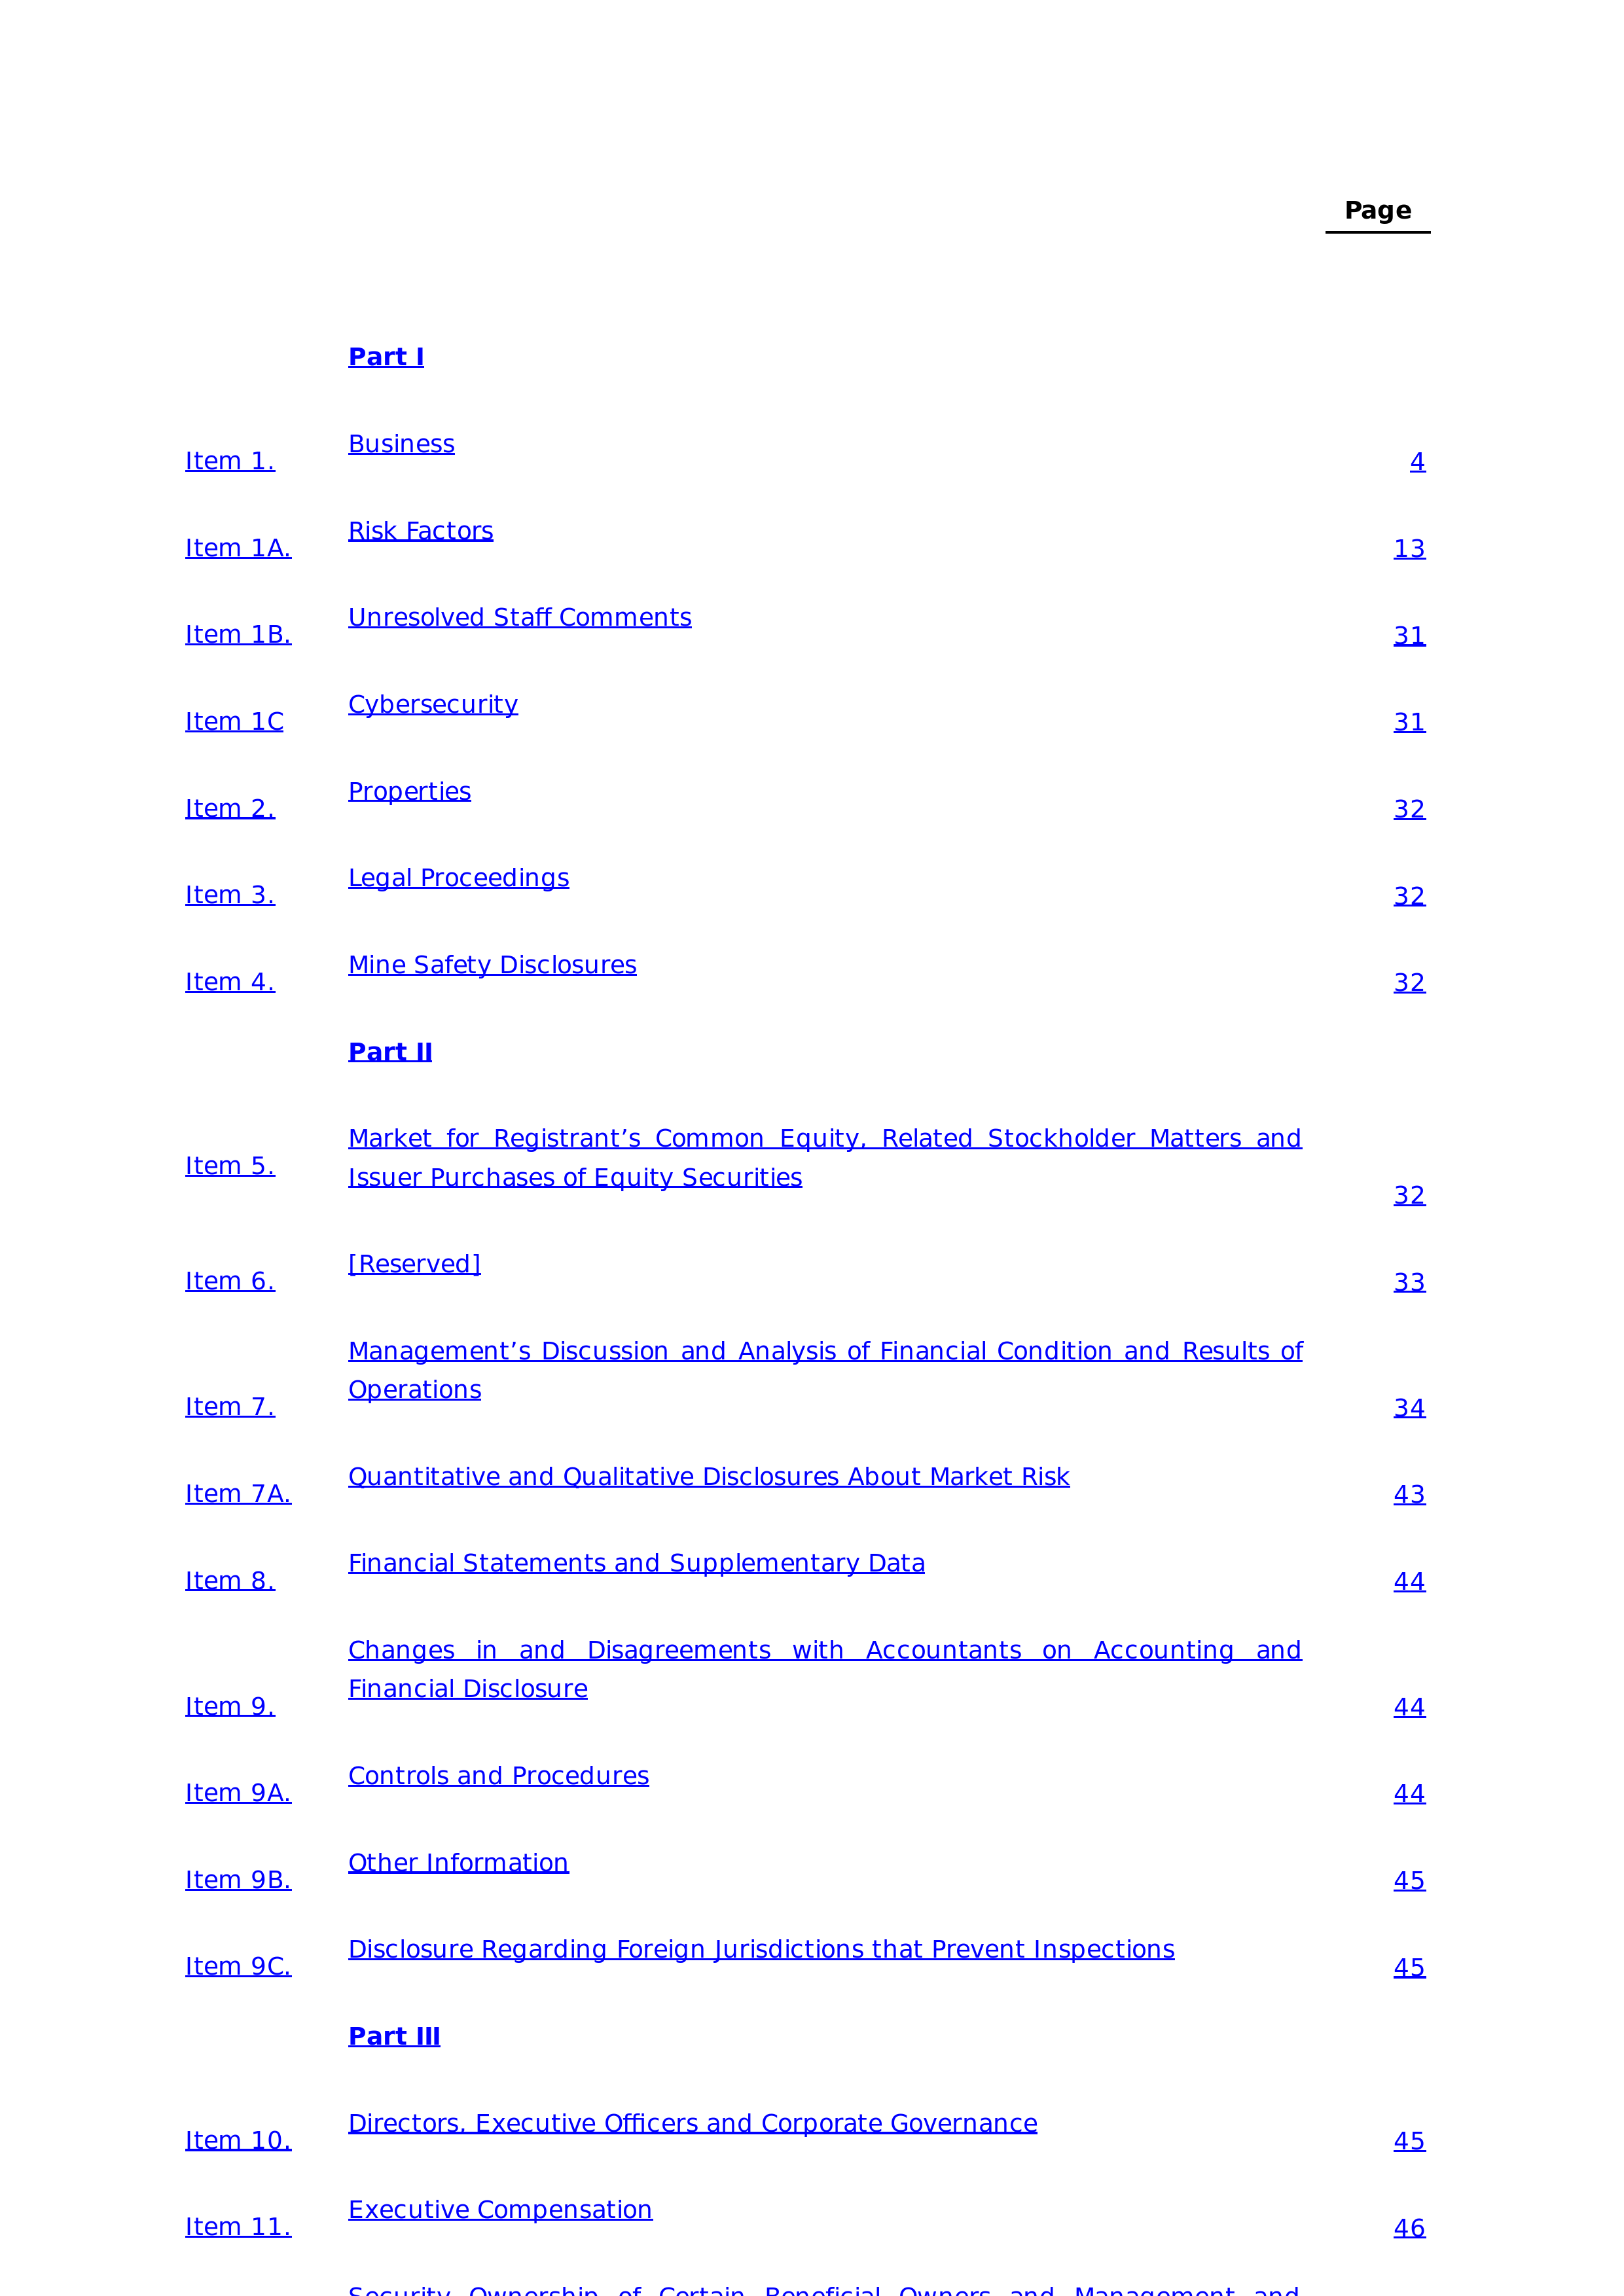 Page
Part I
Item 1. Business 4
Item 1A. Risk Factors 13
Item 1B. Unresolved Staff Comments 31
Item 1C Cybersecurity 31
Item 2. Properties 32
Item 3. Legal Proceedings 32
Item 4. Mine Safety Disclosures 32
Part II
Item 5. Market for Registrant’s Common Equity, Related Stockholder Matters and
Issuer Purchases of Equity Securities 32
Item 6. [Reserved] 33
Management’s Discussion and Analysis of Financial Condition and Results of
Item 7. Operations 34
Item 7A. Quantitative and Qualitative Disclosures About Market Risk 43
Item 8. Financial Statements and Supplementary Data 44
Changes in and Disagreements with Accountants on Accounting and
Item 9. Financial Disclosure 44
Item 9A. Controls and Procedures 44
Item 9B. Other Information 45
Item 9C. Disclosure Regarding Foreign Jurisdictions that Prevent Inspections 45
Part III
Item 10. Directors, Executive Officers and Corporate Governance 45
Item 11. Executive Compensation 46
Security Ownership of Certain Beneficial Owners and Management and